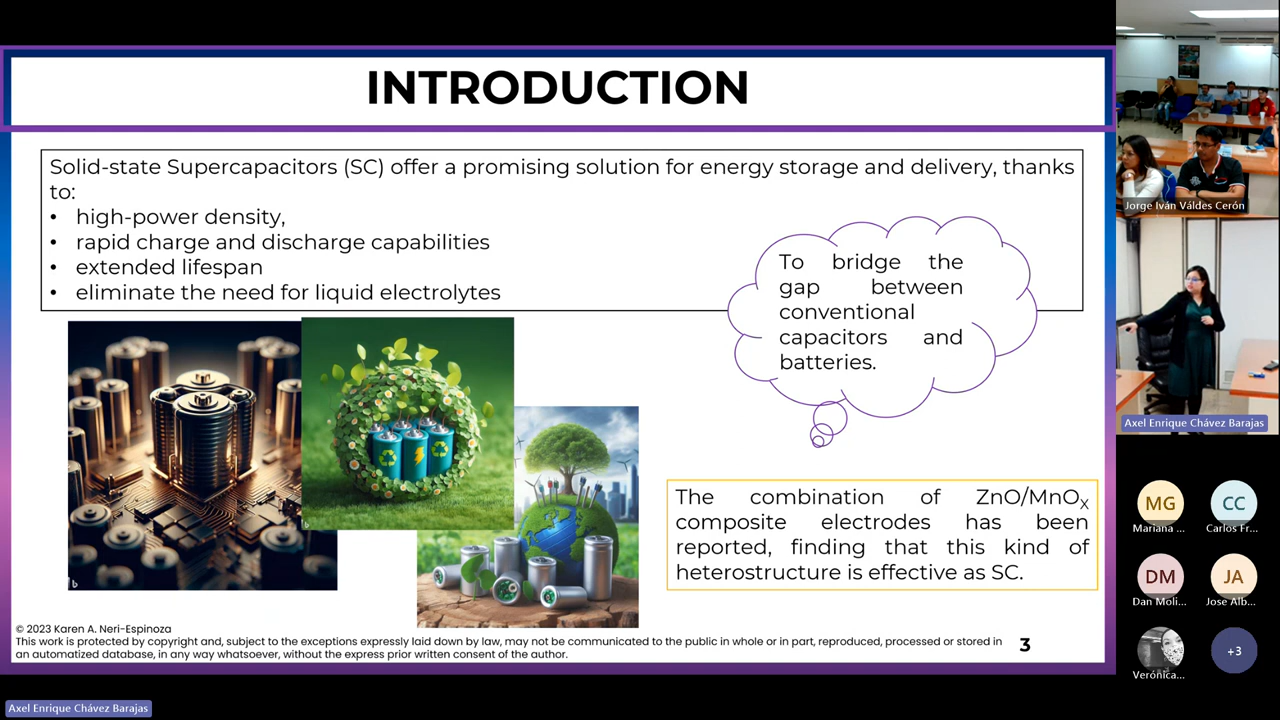 INTRODUCTION
Solid-state Supercapacitors (SC) offer a promising solution for energy storage and delivery, thanks
to:
• high-power density,
• rapid charge and discharge capabilities
• extended lifespan
• eliminate the need for liquid electrolytes
To bridge the
gap between
conventional
capacitors and
batteries.
The combination of ZnO/MnOX
composite electrodes has been
reported, finding that this kind of
heterostructure is effective as SC.
© 2023 Karen A. Neri-Espinoza
This work is protected by copyright and, subject to the exceptions expressly laid down by law, may not be communicated to the public in whole or in part, reproduced, processed or stored in
an automatized database, in any way whatsoever, without the express prior written consent of the author.
3
Jorge Iván Váldes Cerón
Axel Enrique Chávez Barajas
MG
Mariana ...
CC
Carlos Fr...
DM
Dan Moli...
JA
Jose Alb...
Verónica...
+3
Axel Enrique Chávez Barajas